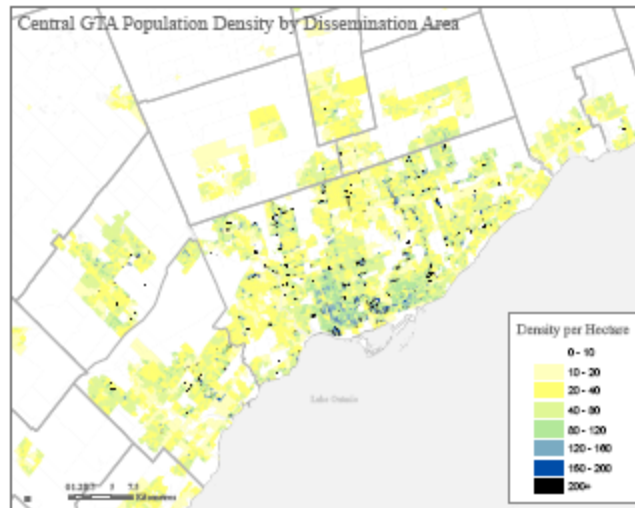 Central GTA Population Density by Dissemination Area
Density per Hectare
0 - 10
10 - 20
20 - 40
40 - 80
80 - 120
120 - 160
160 - 200
200+
Lake Ontario
Kilometres